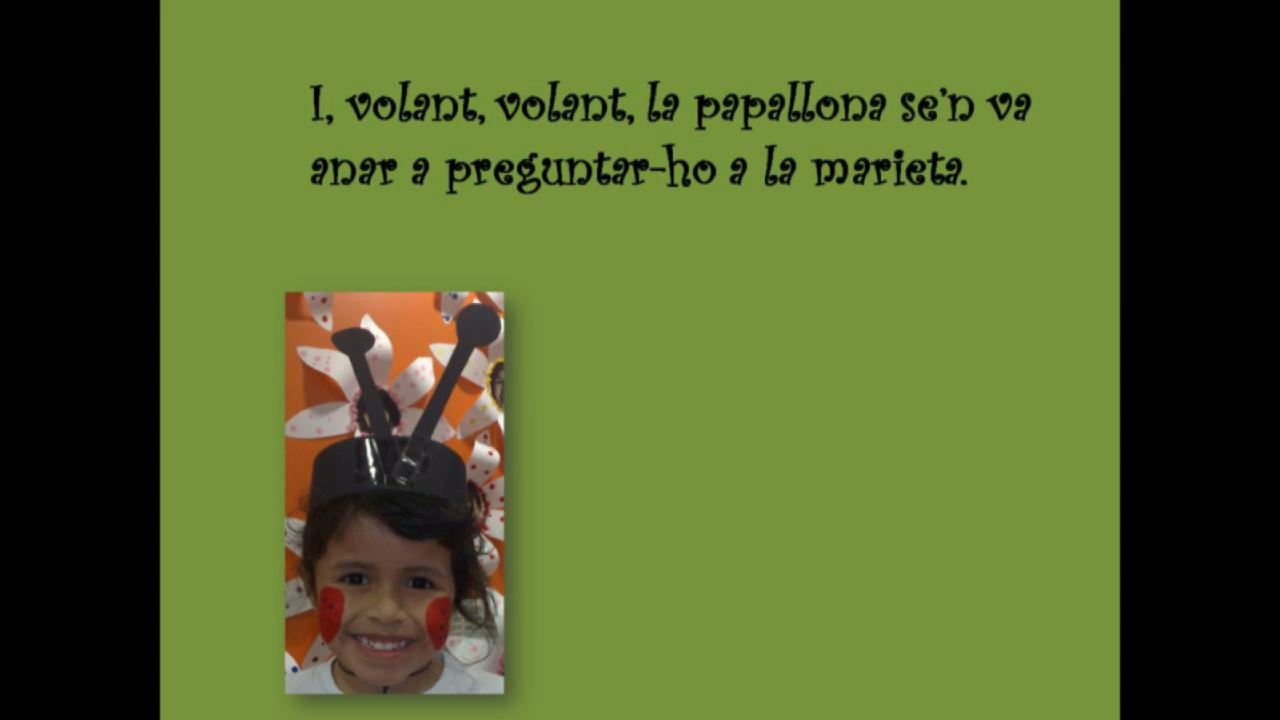 I, volant, volant, la papallona se'n va
anar a preguntar-ho a la marieta.